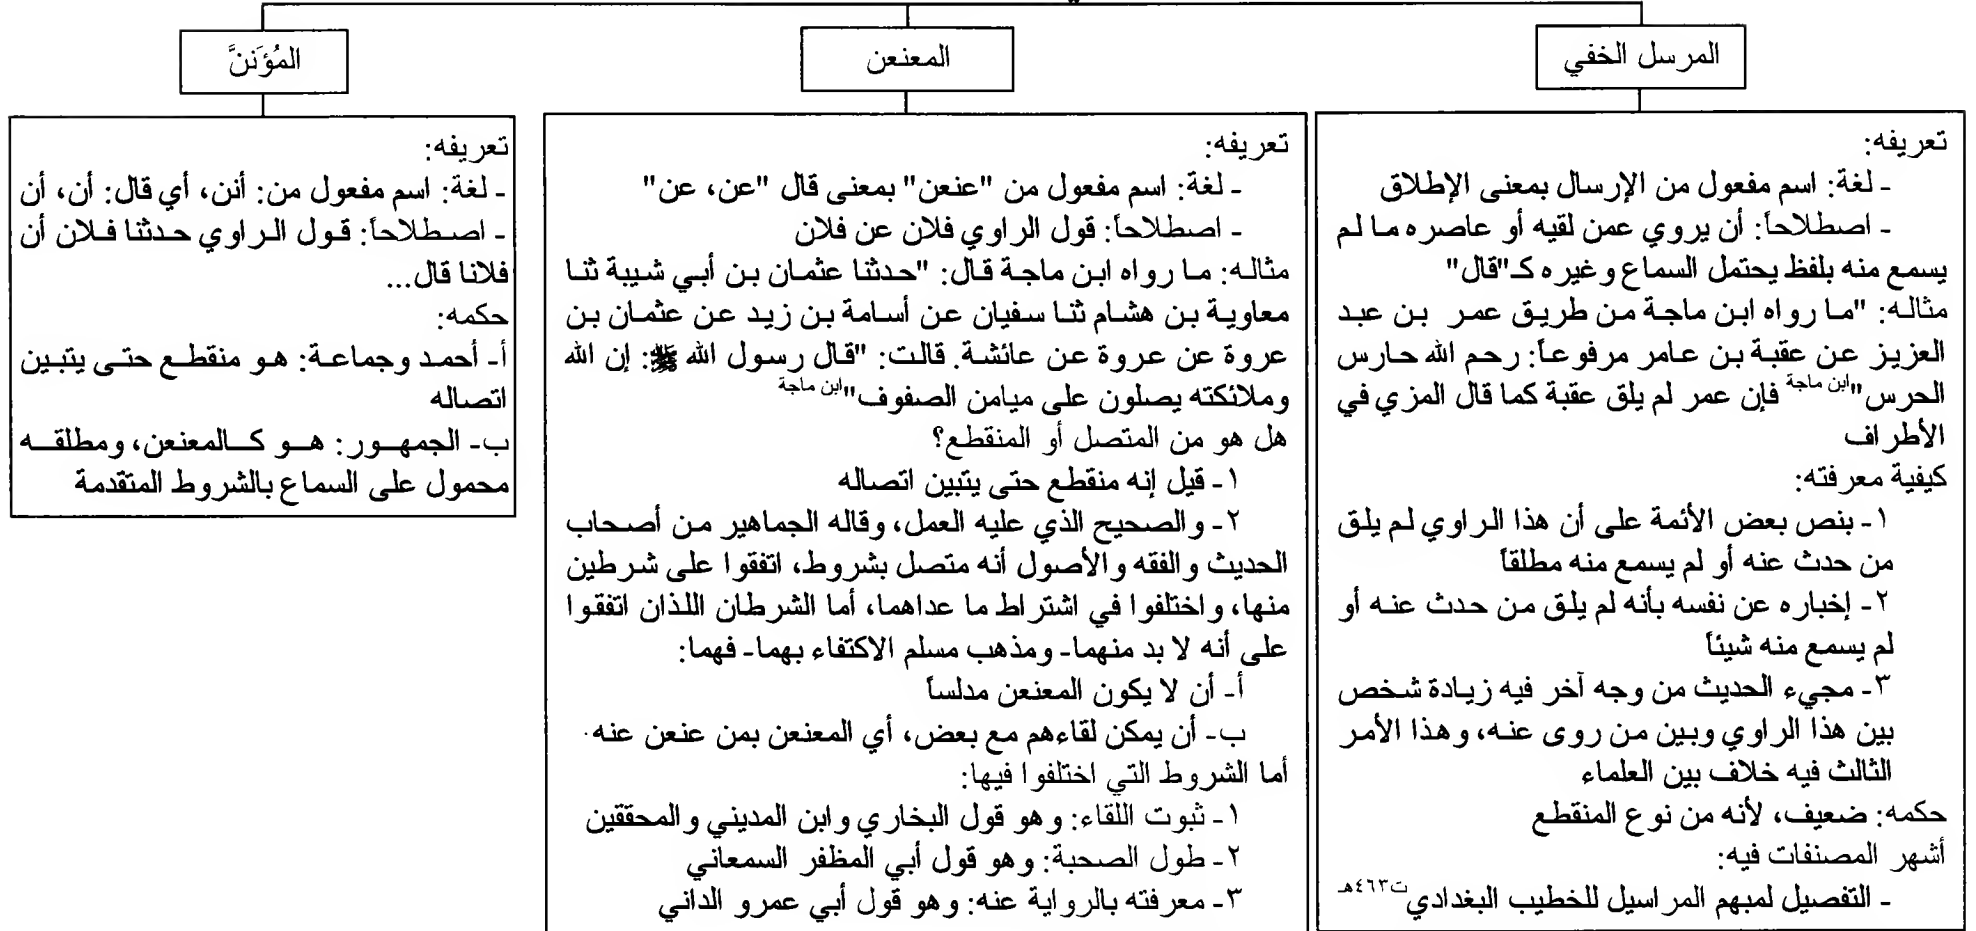 المرسل الخفي
تعريفه:
- لغة: اسم مفعول من الإرسال بمعنى الإطلاق
- اصطلاحاً: أن يروي عمن لقيه أو عاصره ما لم
يسمع منه بلفظ يحتمل السماع وغيره كـ"قال"
مثاله: "ما رواه ابن ماجة من طريق عمر بن عبد
العزيز عن عقبة بن عامر مرفوعاً: رحم الله حارس
الحرس" ابن ماجة فإن عمر لم يلق عقبة كما قال المزي في
الأطراف
كيفية معرفته:
١- بنص بعض الأئمة على أن هذا الراوي لم يلق
من حدث عنه أو لم يسمع منه مطلقاً
٢- إخباره عن نفسه بأنه لم يلق من حدث عنه أو
لم يسمع منه شيئاً
٣- مجيء الحديث من وجه آخر فيه زيادة شخص
بين هذا الراوي وبين من روى عنه، وهذا الأمر
الثالث فيه خلاف بين العلماء
حكمه: ضعيف، لأنه من نوع المنقطع
أشهر المصنفات فيه:
- التفصيل لمبهم المراسيل للخطيب البغدادي ت٤٦٣هـ
المعنعن
تعريفه:
- لغة: اسم مفعول من "عنعن" بمعنى قال "عن، عن"
- اصطلاحاً: قول الراوي فلان عن فلان
مثاله: ما رواه ابن ماجة قال: "حدثنا عثمان بن أبي شيبة ثنا
معاوية بن هشام ثنا سفيان عن أسامة بن زيد عن عثمان بن
عروة عن عروة عن عائشة. قالت: "قال رسول الله ﷺ: إن الله
وملائكته يصلون على ميامن الصفوف" ابن ماجة
هل هو من المتصل أو المنقطع؟
١- قيل إنه منقطع حتى يتبين اتصاله
٢- والصحيح الذي عليه العمل، وقاله الجماهير من أصحاب
الحديث والفقه والأصول أنه متصل بشروط، اتفقوا على شرطين
منها، واختلفوا في اشتراط ما عداهما، أما الشرطان اللذان اتفقوا
على أنه لا بد منهما- ومذهب مسلم الاكتفاء بهما- فهما:
أ- أن لا يكون المعنعن مدلساً
ب- أن يمكن لقاءهم مع بعض، أي المعنعن بمن عنعن عنه.
أما الشروط التي اختلفوا فيها:
١- ثبوت اللقاء: وهو قول البخاري وابن المديني والمحققين
٢- طول الصحبة: وهو قول أبي المظفر السمعاني
٣- معرفته بالرواية عنه: وهو قول أبي عمرو الداني
المُؤَننَّ
تعريفه:
- لغة: اسم مفعول من: أنن، أي قال: أن، أن
- اصطلاحاً: قول الراوي حدثنا فلان أن
فلانا قال...
حكمه:
أ- أحمد وجماعة: هو منقطع حتى يتبين
اتصاله
ب- الجمهور: هو كالمعنعن، ومطلقه
محمول على السماع بالشروط المتقدمة